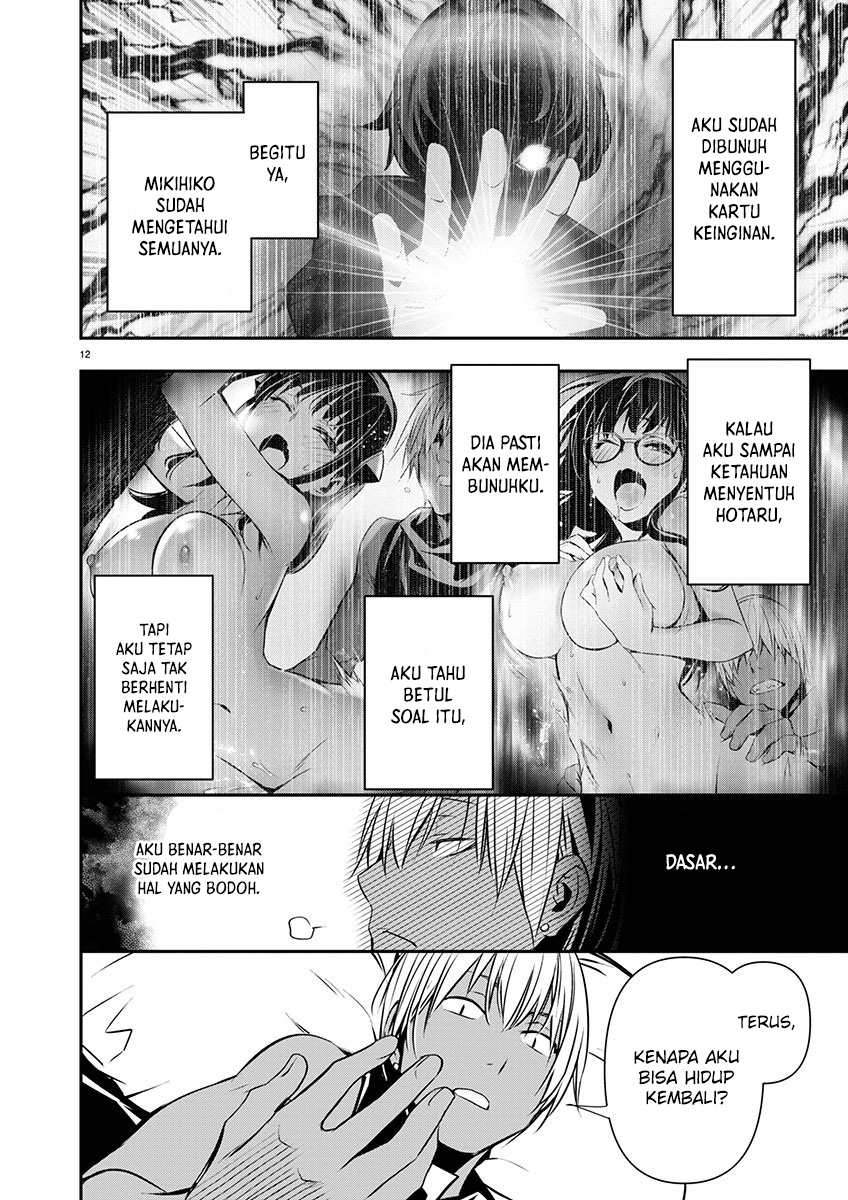 AKU SUDAH
DIBUNUH
MENGGU-
NAKAN
KARTU
KEINGINAN.
BEGITU
YA,
MIKIHIKO
SUDAH
MENGETAHUI
SEMUANYA.
12
KALAU
AKU SAMPAI
KETAHUAN
MENYENTUH
HOTARU,
DIA PASTI
AKAN MEM-
BUNUHKU.
AKU TAHU
BETUL
SOAL ITU,
TAPI
AKU TETAP
SAJA TAK
BERHENTI
MELAKU-
KANNYA.
DASAR...
AKU BENAR-BENAR
SUDAH MELAKUKAN
HAL YANG BODOH.
TERUS,
KENAPA AKU
BISA HIDUP
KEMBALI?